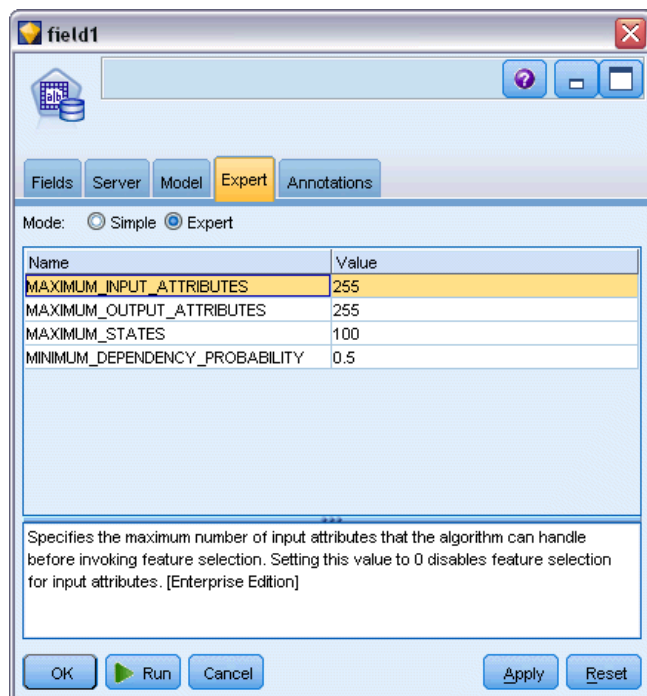 field1
Fields Server Model Expert Annotations
Mode: Simple Expert
Name Value
MAXIMUM_INPUT_ATTRIBUTES 255
MAXIMUM_OUTPUT_ATTRIBUTES 255
MAXIMUM_STATES 100
MINIMUM_DEPENDENCY_PROBABILITY 0.5
Specifies the maximum number of input attributes that the algorithm can handle
before invoking feature selection. Setting this value to 0 disables feature selection
for input attributes. [Enterprise Edition]
OK Run Cancel Apply Reset